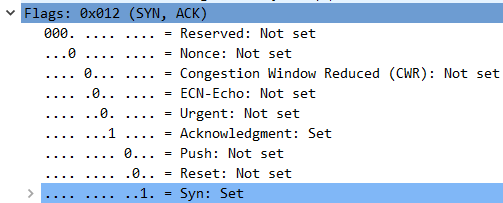 Flags: 0x012 (SYN, ACK)
000. .... .... = Reserved: Not set
...0 .... .... = Nonce: Not set
.... 0... .... = Congestion Window Reduced (CWR): Not set
.... .0.. .... = ECN-Echo: Not set
.... ..0. .... = Urgent: Not set
.... ...1 .... = Acknowledgment: Set
.... .... 0... = Push: Not set
.... .... .0.. = Reset: Not set
.... .... ..1. = Syn: Set